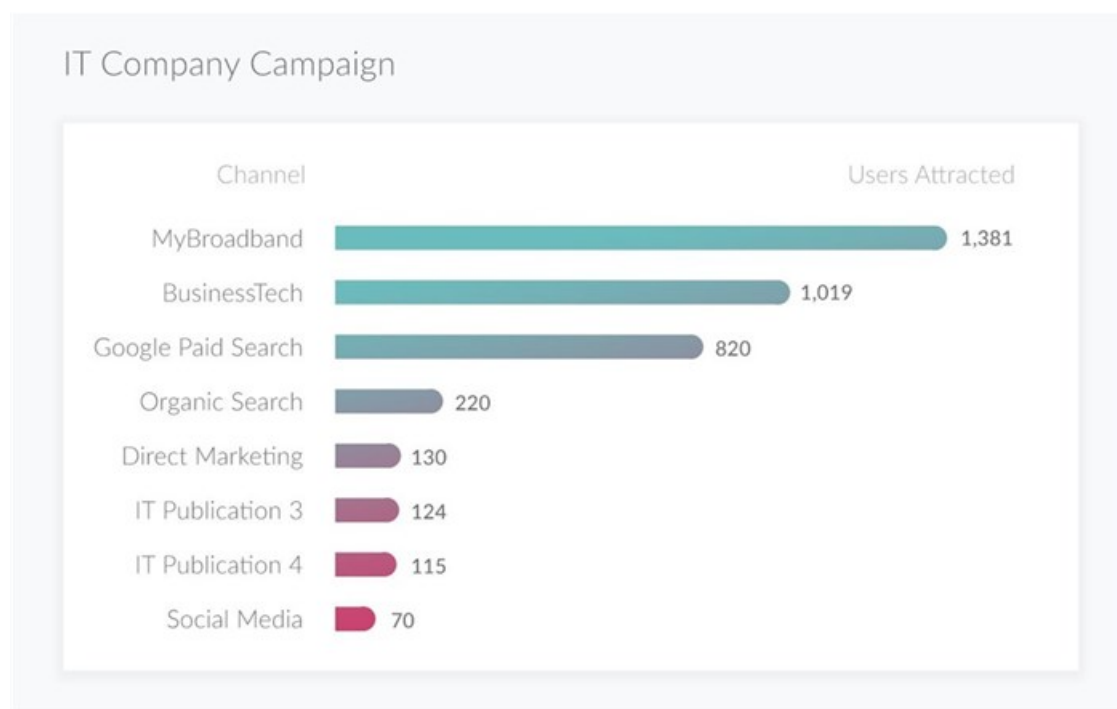 IT Company Campaign
Channel Users Attracted
MyBroadband 1,381
BusinessTech 1,019
Google Paid Search 820
Organic Search 220
Direct Marketing 130
IT Publication 3 124
IT Publication 4 115
Social Media 70